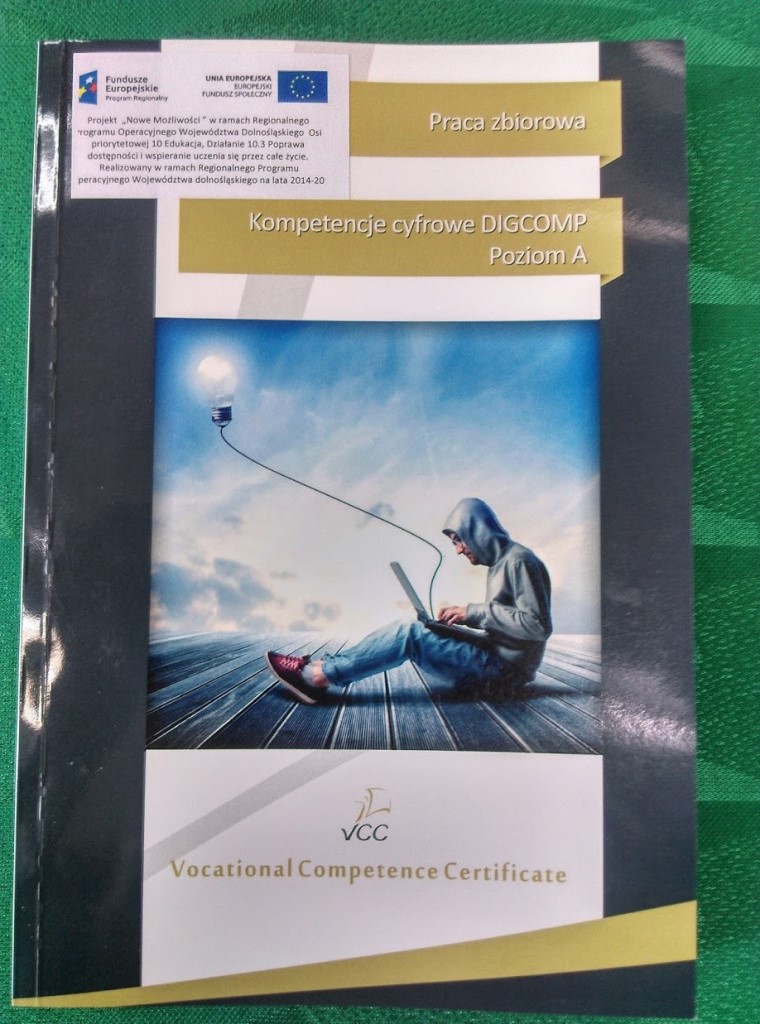 Fundusze
Europejskie
Program Regionalny
UNIA EUROPEJSKA
EUROPEJSKI
FUNDUSZ SPOŁECZNY
Projekt „Nowe Możliwości " w ramach Regionalnego
rogramu Operacyjnego Województwa Dolnośląskiego Osi
priorytetowej 10 Edukacja, Działanie 10.3 Poprawa
dostępności i wspieranie uczenia się przez całe życie.
Realizowany w ramach Regionalnego Programu
peracyjnego Województwa dolnośląskiego na lata 2014-20
Praca zbiorowa
Kompetencje cyfrowe DIGCOMP
Poziom A
VCC
Vocational Competence Certificate